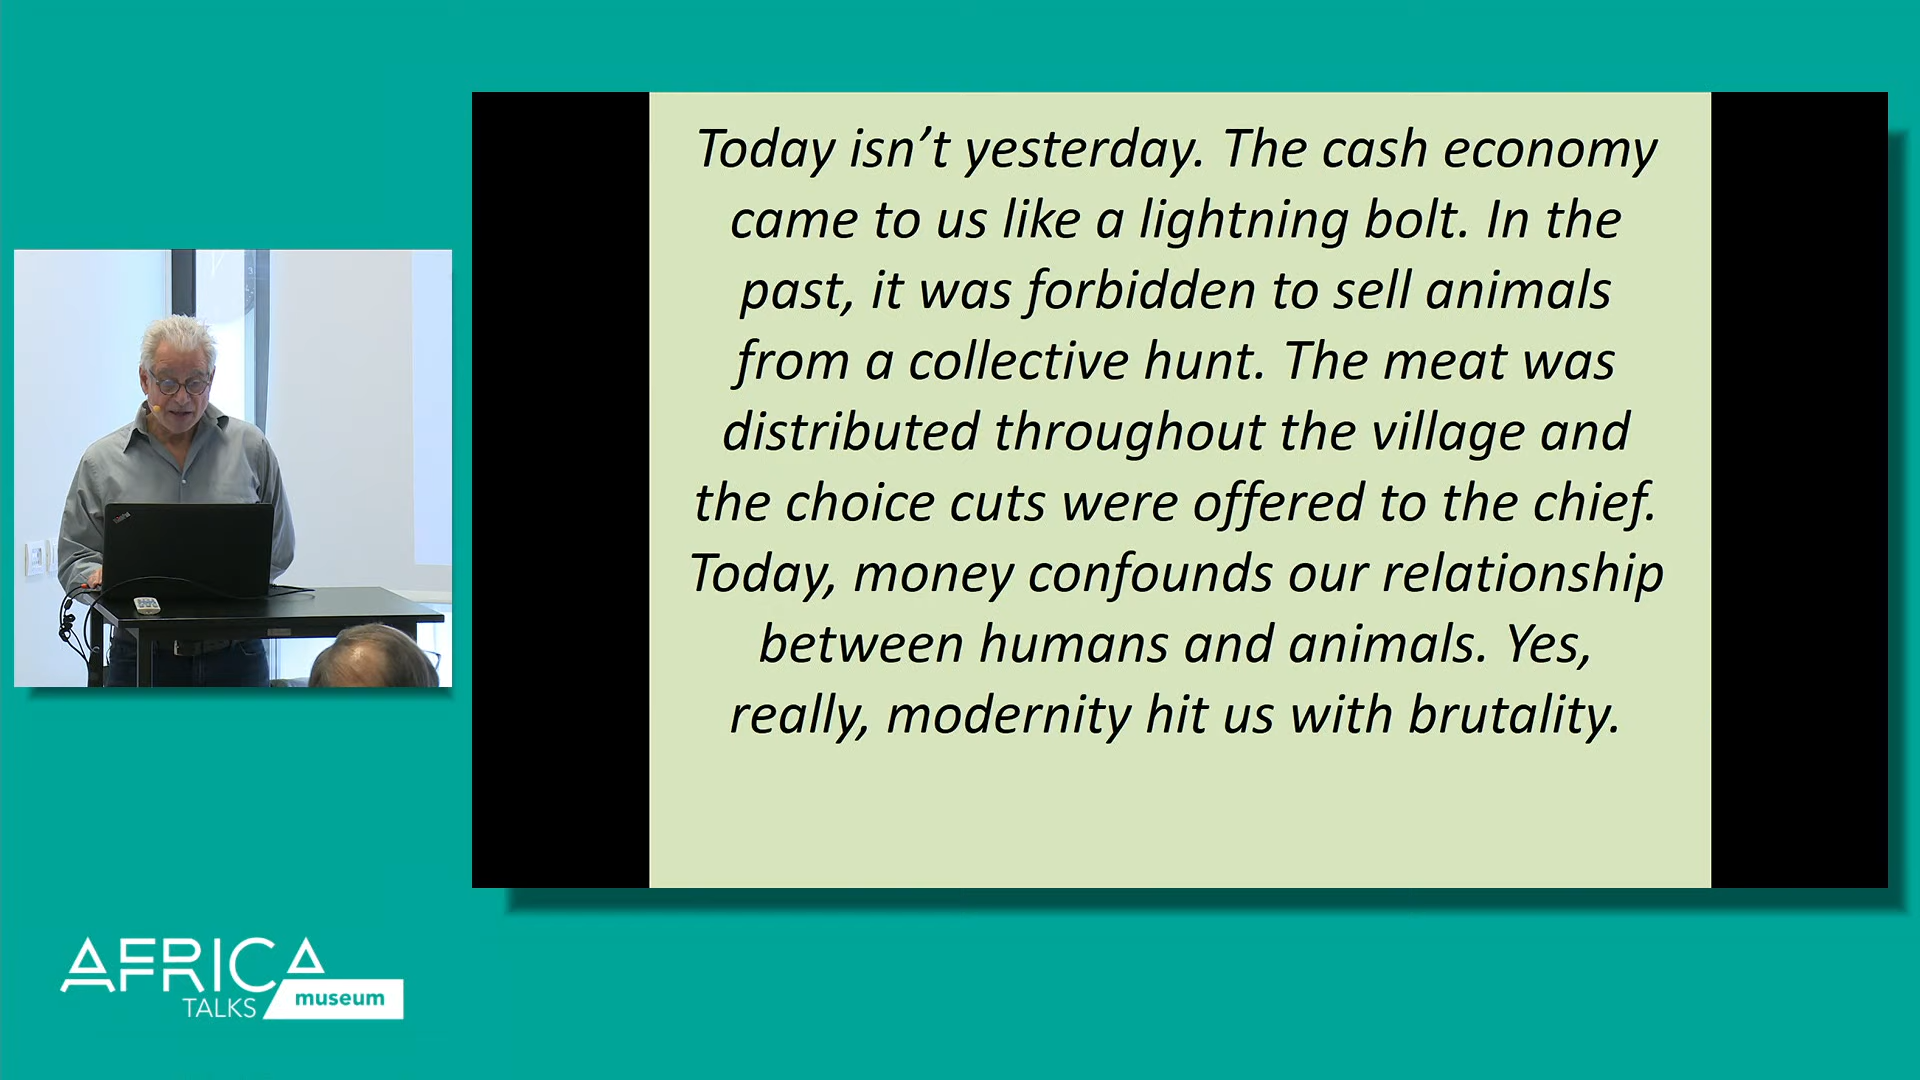 Today isn’t yesterday. The cash economy
came to us like a lightning bolt. In the
past, it was forbidden to sell animals
from a collective hunt. The meat was
distributed throughout the village and
the choice cuts were offered to the chief.
Today, money confounds our relationship
between humans and animals. Yes,
really, modernity hit us with brutality.
AFRICA
TALKS museum